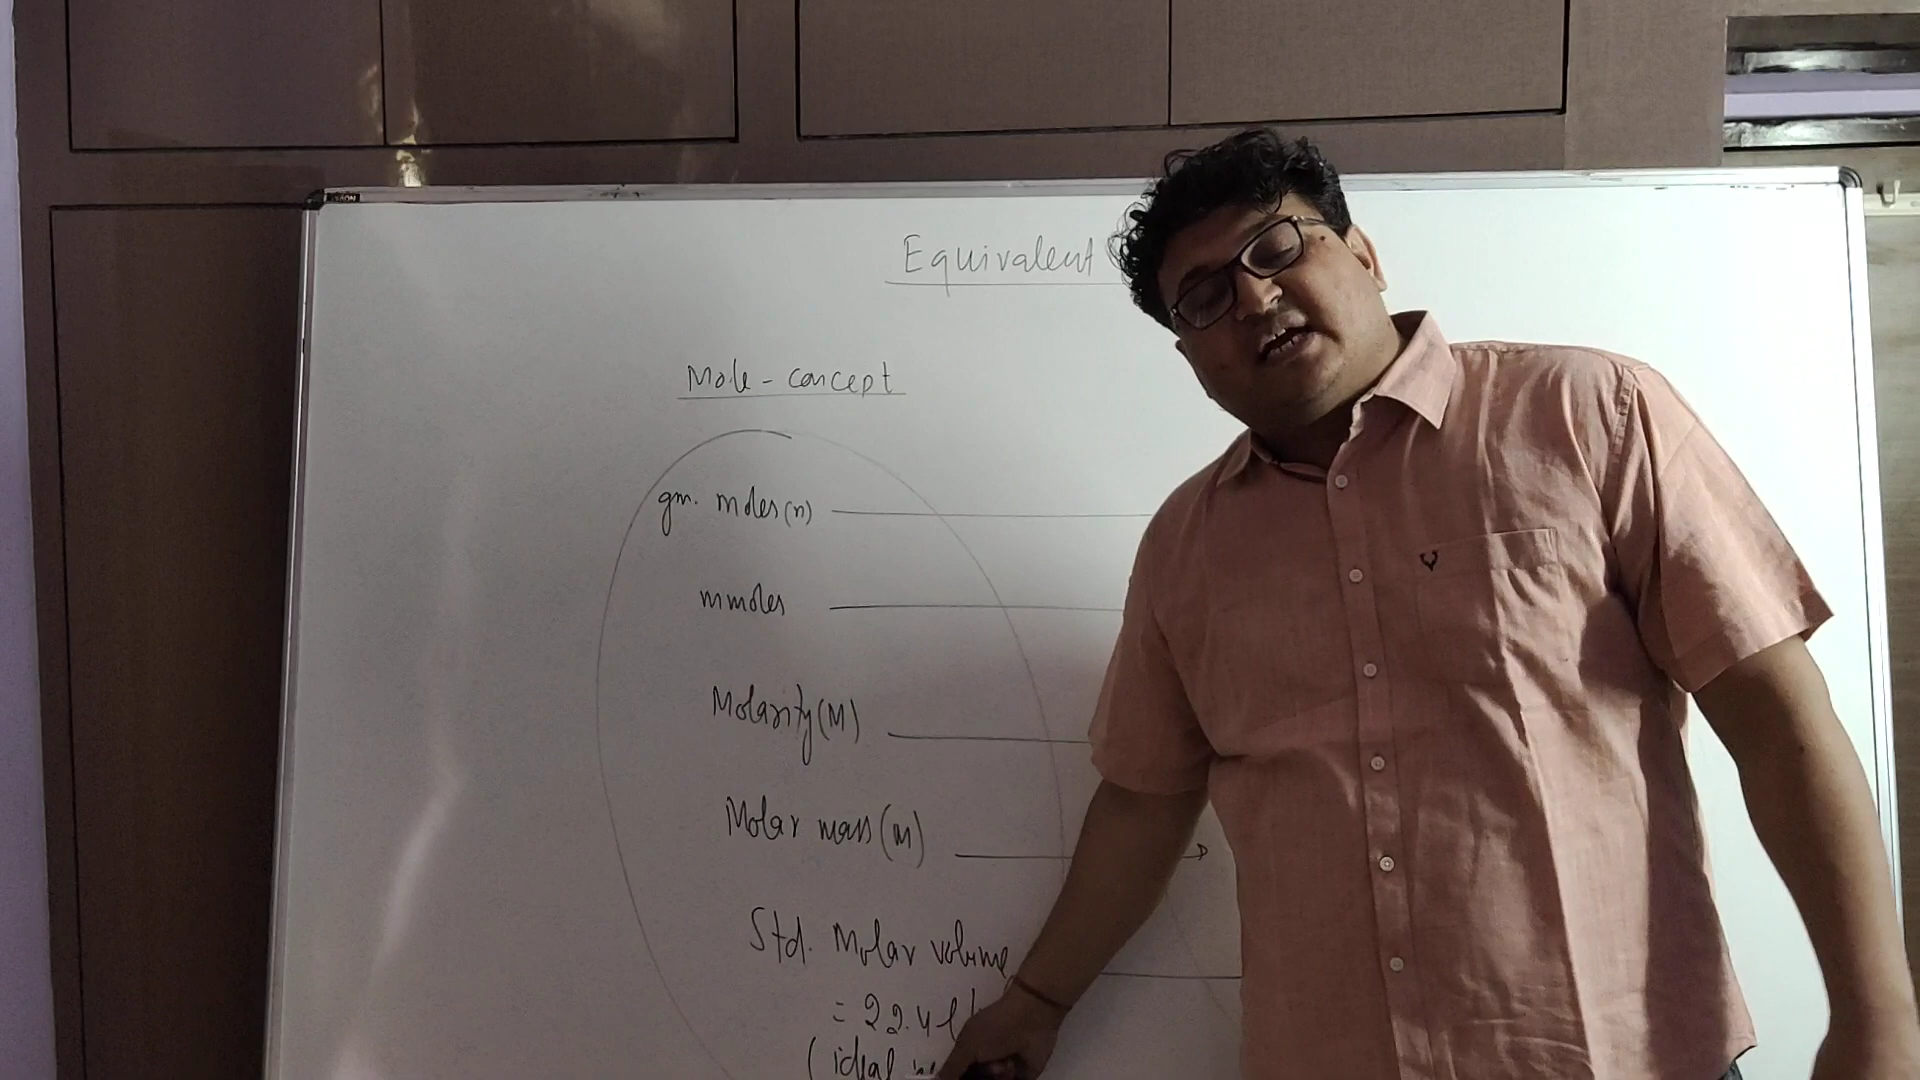 Equivalent
Mole - concept
gm. moles (n)
mmoles
Molarity (M)
Molar mass (m)
Std. Molar volume
= 22.4 l
( ideal